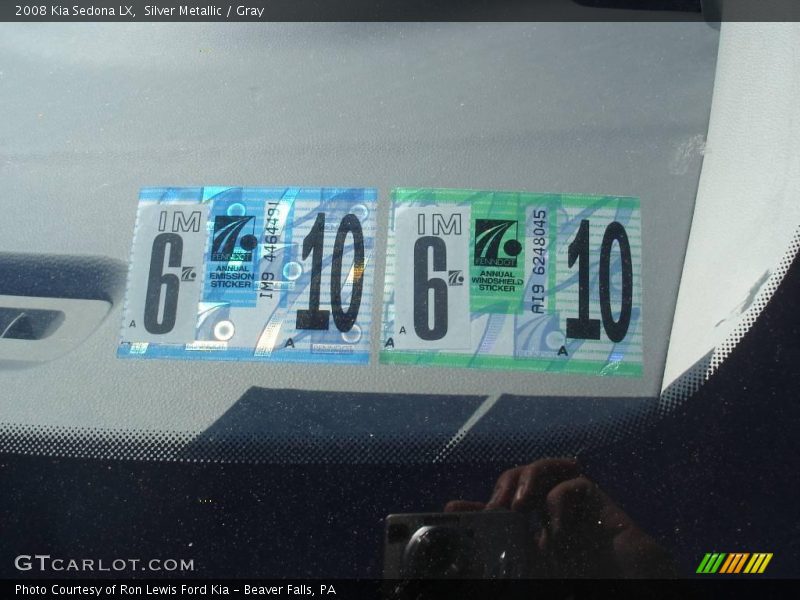 2008 Kia Sedona LX, Silver Metallic / Gray
IM
6
A
PENNDOT
ANNUAL
EMISSION
STICKER
IM9 4464491
10
A
IM
6
A
PENNDOT
ANNUAL
WINDSHIELD
STICKER
AI9 6248045
10
A
A
GTCARLOT.COM
Photo Courtesy of Ron Lewis Ford Kia - Beaver Falls, PA